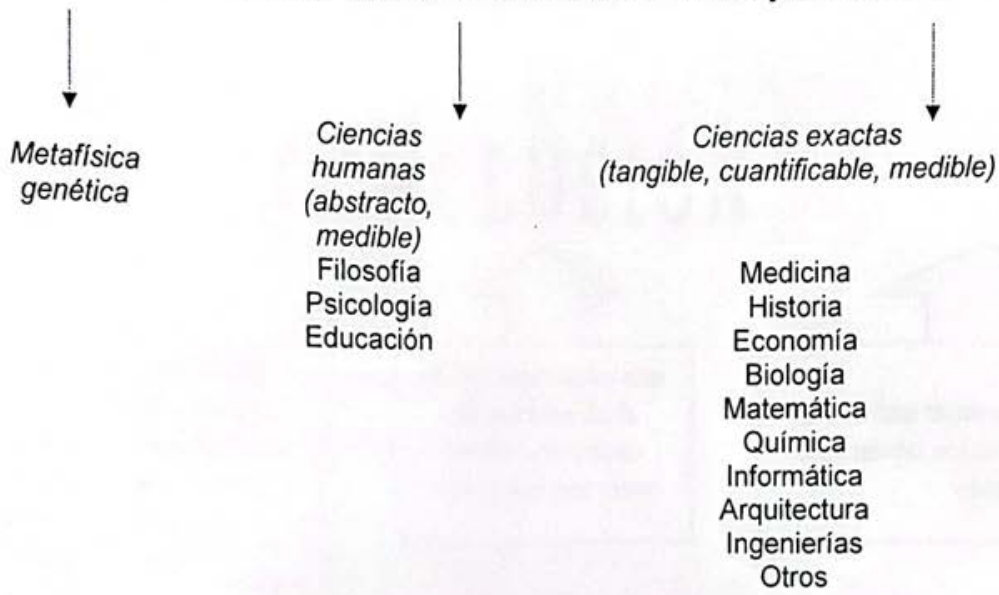 Metafísica
genética
Ciencias
humanas
(abstracto,
medible)
Filosofía
Psicología
Educación
Ciencias exactas
(tangible, cuantificable, medible)
Medicina
Historia
Economía
Biología
Matemática
Química
Informática
Arquitectura
Ingenierías
Otros